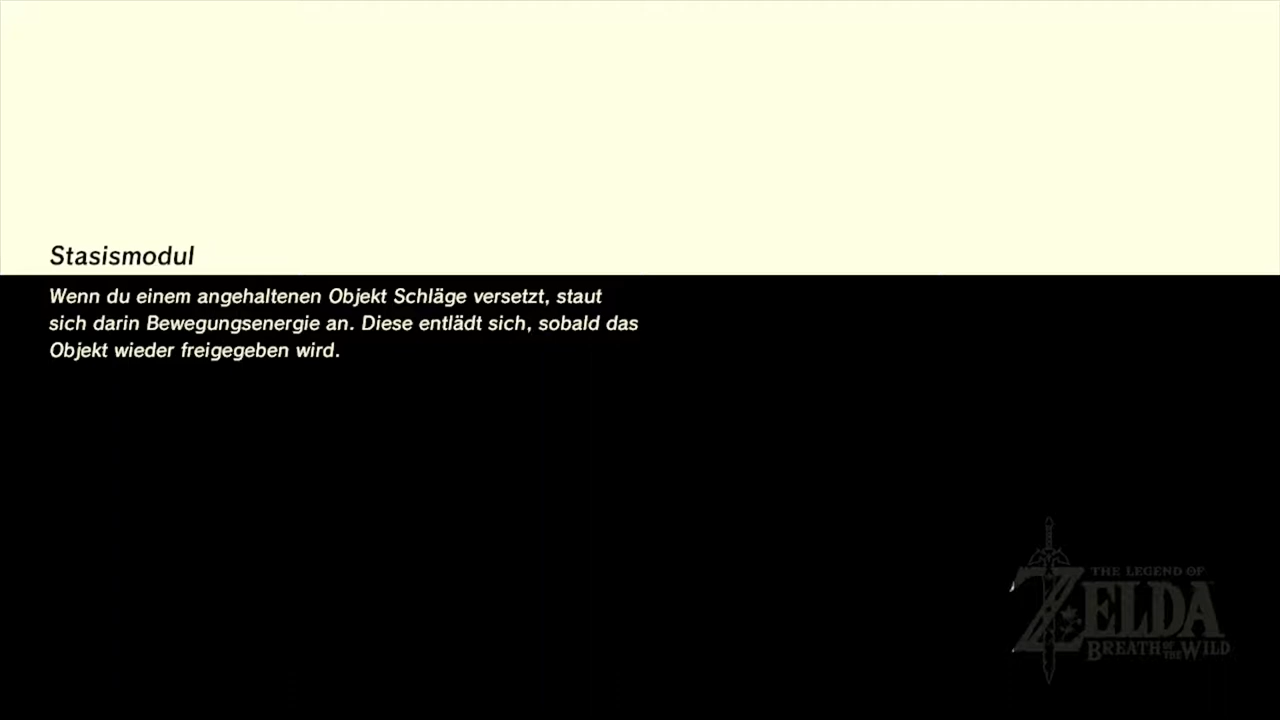 Stasismodul
Wenn du einem angehaltenen Objekt Schläge versetzt, staut
sich darin Bewegungsenergie an. Diese entlädt sich, sobald das
Objekt wieder freigegeben wird.
THE LEGEND OF
ZELDA
BREATH OF THE WILD